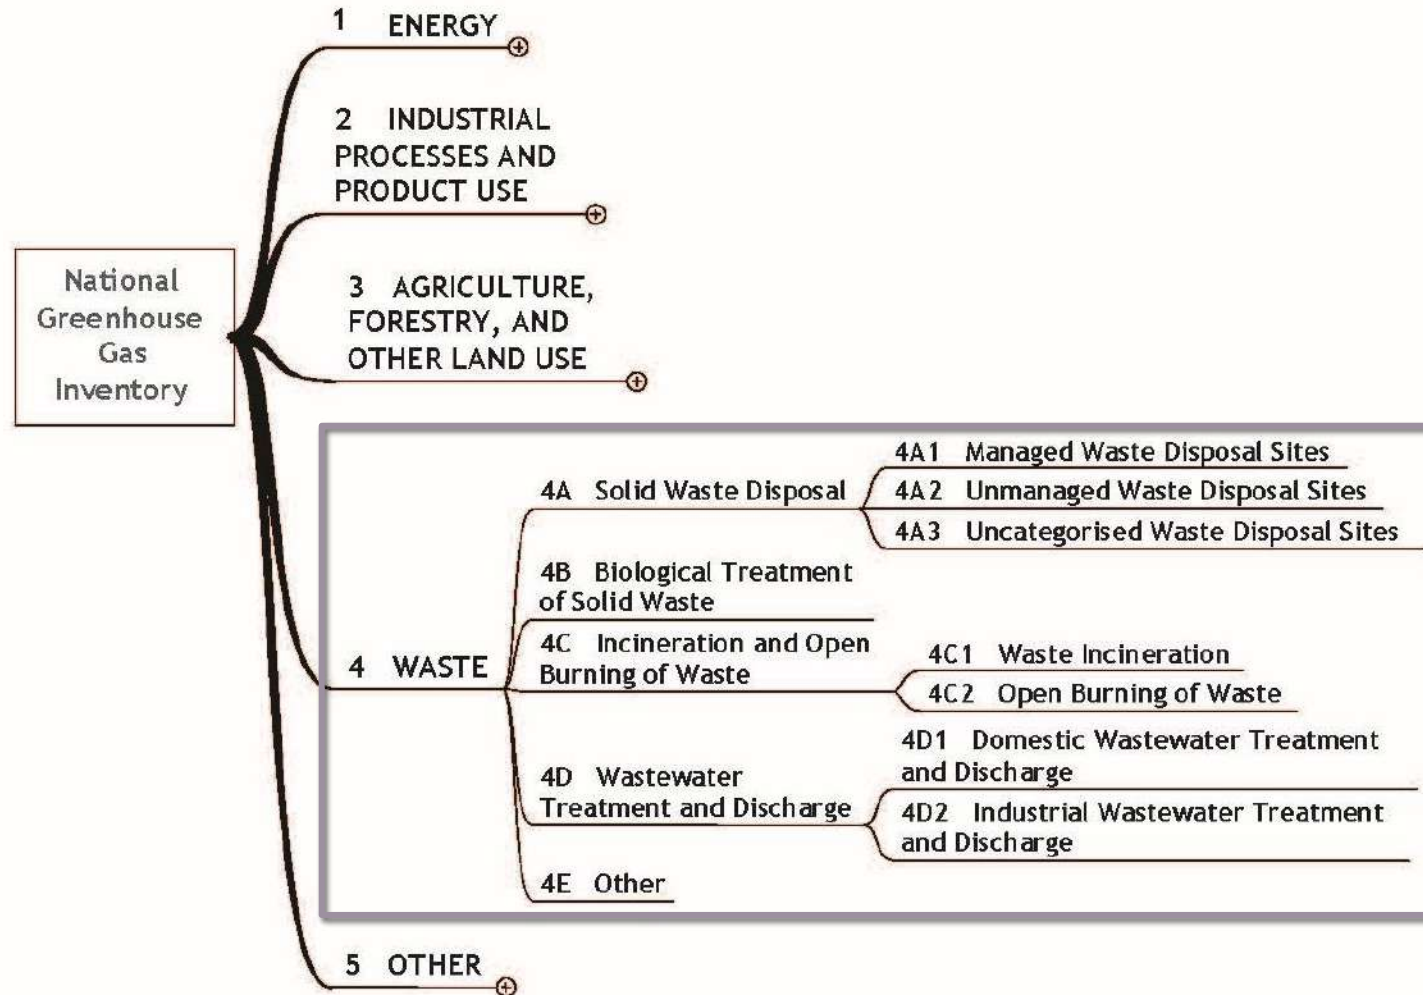 National
Greenhouse
Gas
Inventory
1 ENERGY
2 INDUSTRIAL
PROCESSES AND
PRODUCT USE
3 AGRICULTURE,
FORESTRY, AND
OTHER LAND USE
4 WASTE
4A Solid Waste Disposal
4A1 Managed Waste Disposal Sites
4A2 Unmanaged Waste Disposal Sites
4A3 Uncategorised Waste Disposal Sites
4B Biological Treatment
of Solid Waste
4C Incineration and Open
Burning of Waste
4C1 Waste Incineration
4C2 Open Burning of Waste
4D Wastewater
Treatment and Discharge
4D1 Domestic Wastewater Treatment
and Discharge
4D2 Industrial Wastewater Treatment
and Discharge
4E Other
5 OTHER